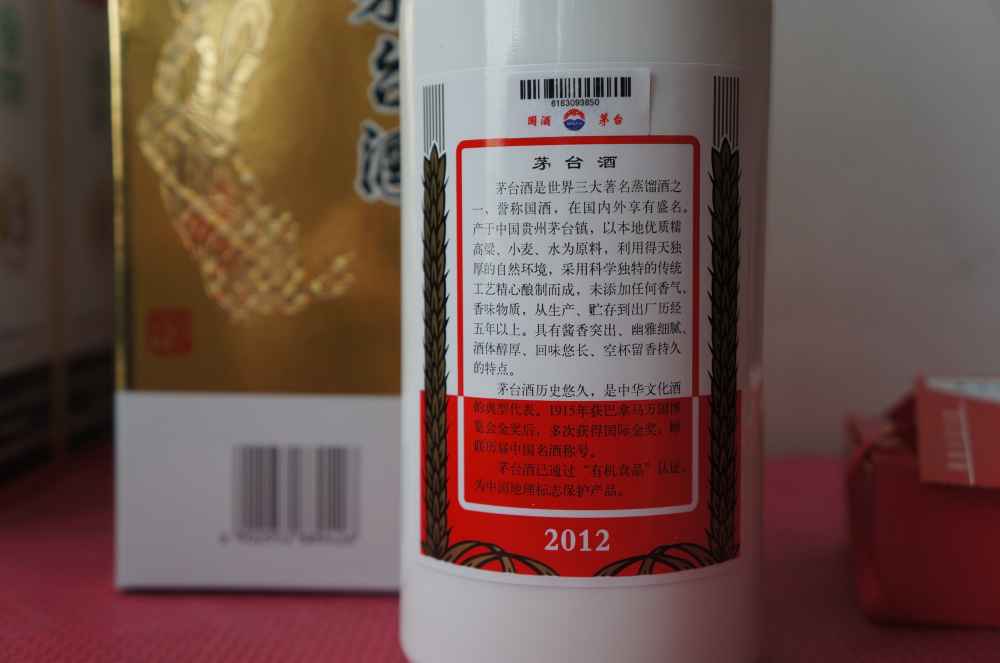 茅台酒
6163093850
国酒 茅台
茅台酒
茅台酒是世界三大著名蒸馏酒之
一、誉称国酒，在国内外享有盛名。
产于中国贵州茅台镇，以本地优质糯
高粱、小麦、水为原料，利用得天独
厚的自然环境，采用科学独特的传统
工艺精心酿制而成，未添加任何香气、
香味物质，从生产、贮存到出厂历经
五年以上。具有酱香突出、幽雅细腻、
酒体醇厚、回味悠长、空杯留香持久
的特点。
茅台酒历史悠久，是中华文化酒
的典型代表。1915年获巴拿马万国博
览会金奖后，多次获得国际金奖，蝉
联历届中国名酒称号。
茅台酒已通过“有机食品”认证，
为中国地理标志保护产品。
2012